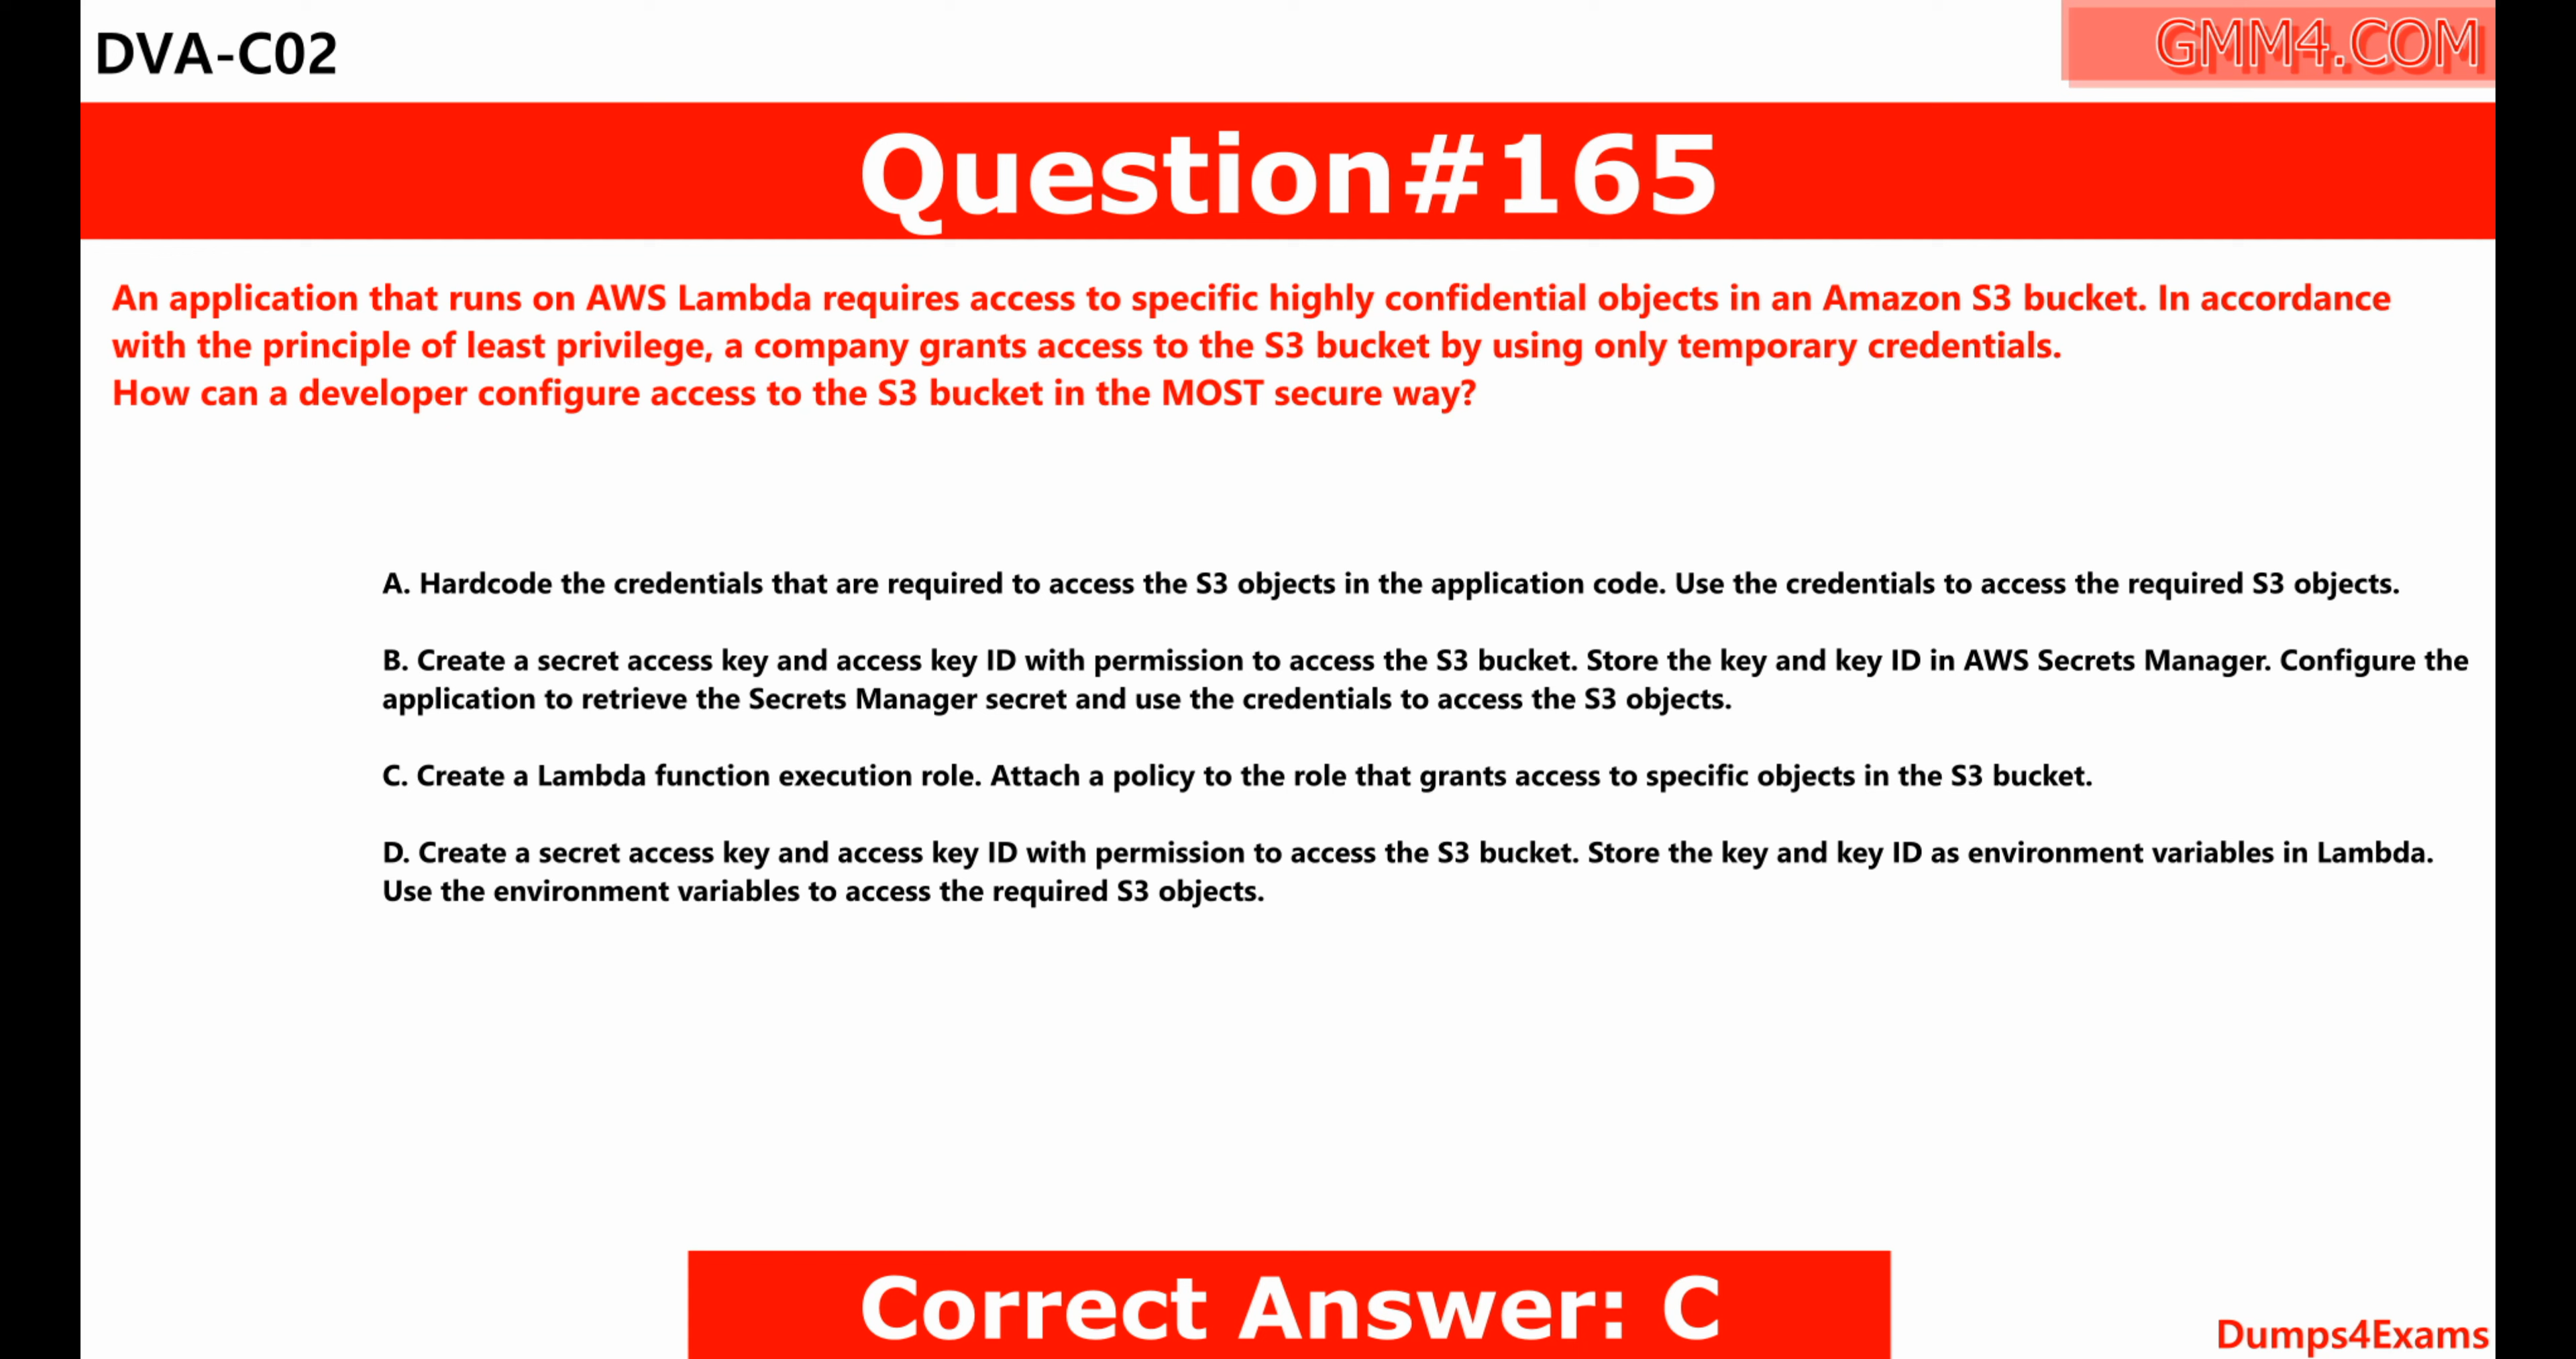 DVA-C02
GMM4.COM
Question#165
An application that runs on AWS Lambda requires access to specific highly confidential objects in an Amazon S3 bucket. In accordance
with the principle of least privilege, a company grants access to the S3 bucket by using only temporary credentials.
How can a developer configure access to the S3 bucket in the MOST secure way?
A. Hardcode the credentials that are required to access the S3 objects in the application code. Use the credentials to access the required S3 objects.
B. Create a secret access key and access key ID with permission to access the S3 bucket. Store the key and key ID in AWS Secrets Manager. Configure the
application to retrieve the Secrets Manager secret and use the credentials to access the S3 objects.
C. Create a Lambda function execution role. Attach a policy to the role that grants access to specific objects in the S3 bucket.
D. Create a secret access key and access key ID with permission to access the S3 bucket. Store the key and key ID as environment variables in Lambda.
Use the environment variables to access the required S3 objects.
Correct Answer: C
Dumps4Exams